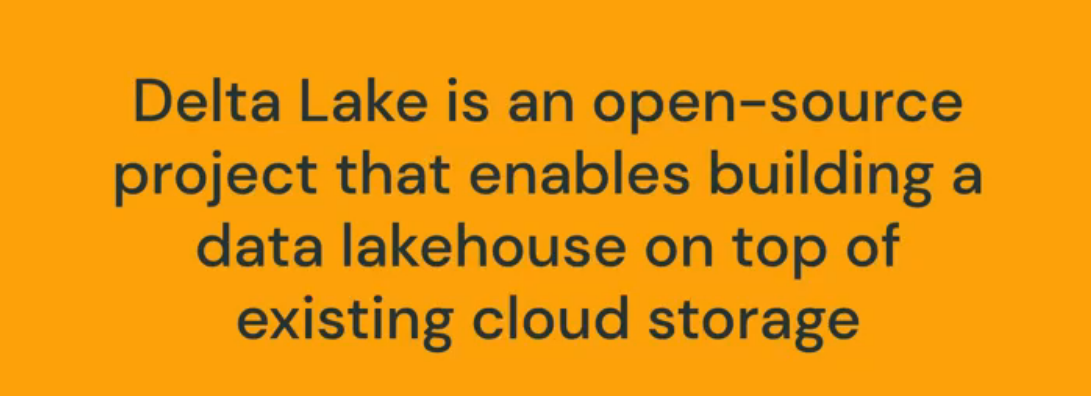 Delta Lake is an open-source
project that enables building a
data lakehouse on top of
existing cloud storage